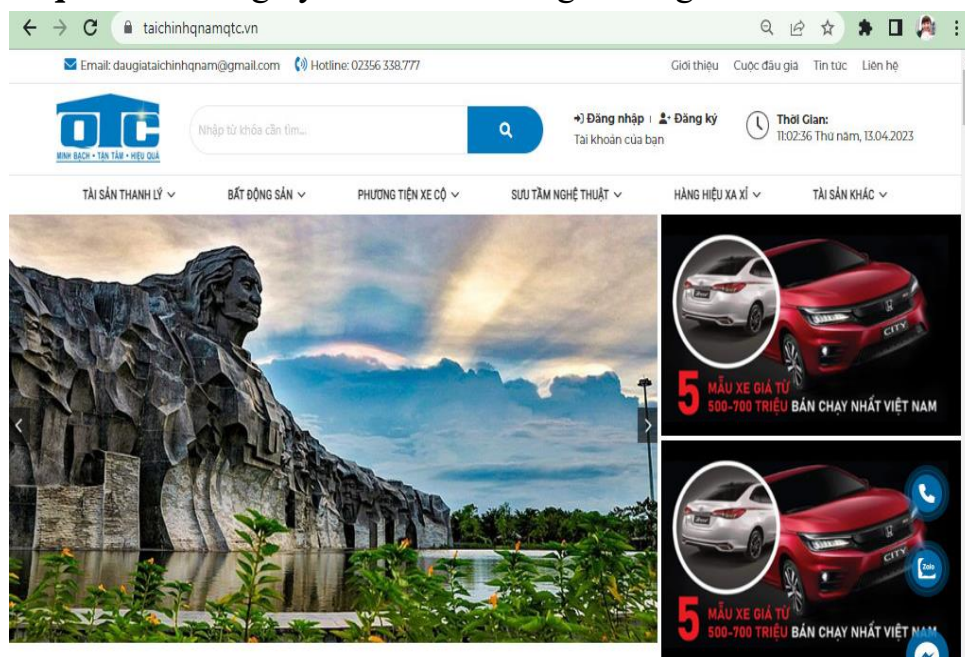 taichinhqnamqtc.vn
Email: daugiataichinhqnam@gmail.com Hotline: 02356 338.777 Giới thiệu Cuộc đấu giá Tin tức Liên hệ
QTC
MINH BẠCH • TẬN TÂM • HIỆU QUẢ
Nhập từ khóa cần tìm...
Đăng nhập | Đăng ký
Tài khoản của bạn
Thời Gian:
11:02:36 Thứ năm, 13.04.2023
TÀI SẢN THANH LÝ BẤT ĐỘNG SẢN PHƯƠNG TIỆN XE CỘ SƯU TẦM NGHỆ THUẬT HÀNG HIỆU XA XỈ TÀI SẢN KHÁC
CITY
5 MẪU XE GIÁ TỪ
500-700 TRIỆU BÁN CHẠY NHẤT VIỆT NAM
CITY
Zalo
5 MẪU XE GIÁ TỪ
500-700 TRIỆU BÁN CHẠY NHẤT VIỆT NAM